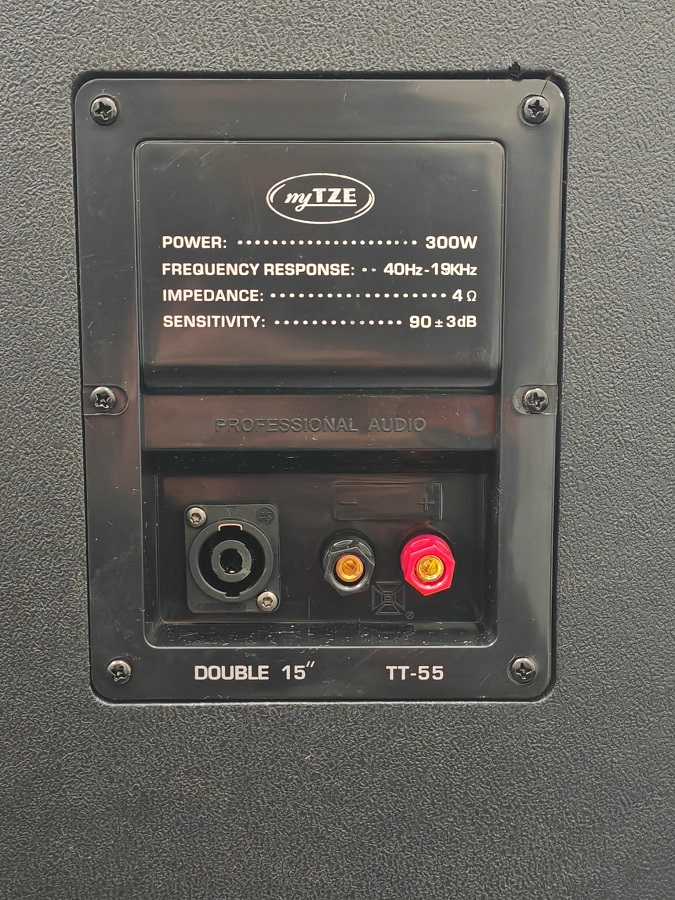 myTZE
POWER: ······················ 300W
FREQUENCY RESPONSE: ·· 40Hz-19KHz
IMPEDANCE: ····················· 4 Ω
SENSITIVITY: ··············· 90 ± 3dB
PROFESSIONAL AUDIO
− +
DOUBLE 15″ TT-55